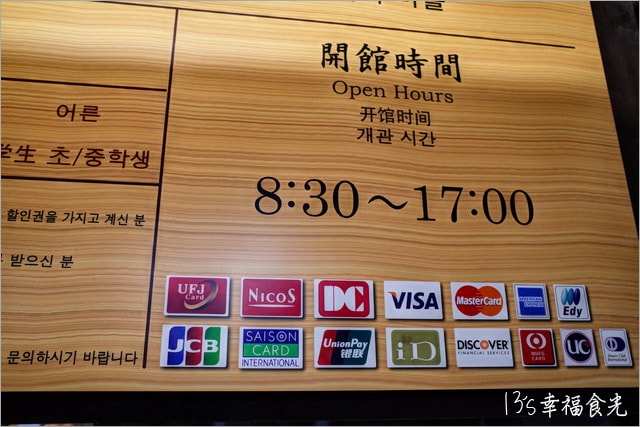 開館時間
Open Hours
开馆时间
개관 시간
8:30～17:00
어른
学生 초/중학생
할인권을 가지고 계신 분
받으신 분
문의하시기 바랍니다
UFJ Card
NICOS
DC
VISA
MasterCard
AMERICAN EXPRESS
Edy
JCB
SAISON CARD INTERNATIONAL
UnionPay 银联
iD
DISCOVER FINANCIAL SERVICES
MUFG CARD
UC
Diners Club International
13's幸福食光